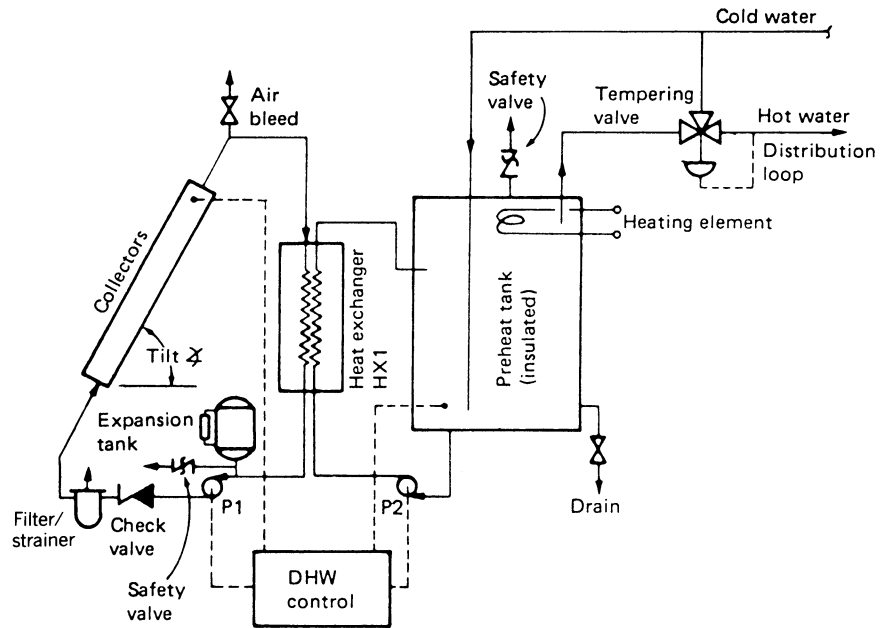 Cold water
Safety
valve
Tempering
valve
Hot water
Distribution
loop
Air
bleed
Heating element
Collectors
Tilt ∡
Heat exchanger
HX1
Preheat tank
(insulated)
Expansion
tank
P1
P2
Drain
Filter/
strainer
Check
valve
Safety
valve
DHW
control